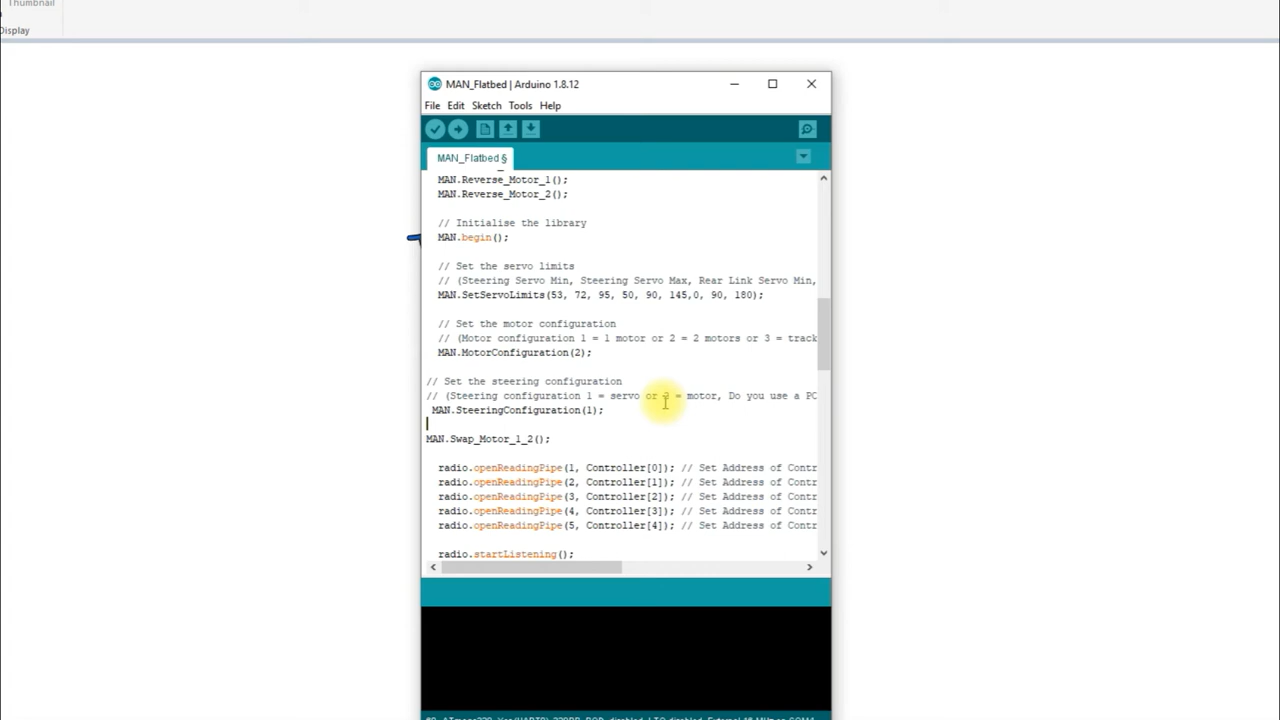 Thumbnail
Display
MAN_Flatbed | Arduino 1.8.12
File Edit Sketch Tools Help
MAN_Flatbed §
MAN.Reverse_Motor_1();
MAN.Reverse_Motor_2();
// Initialise the library
MAN.begin();
// Set the servo limits
// (Steering Servo Min, Steering Servo Max, Rear Link Servo Min,
MAN.SetServoLimits(53, 72, 95, 50, 90, 145,0, 90, 180);
// Set the motor configuration
// (Motor configuration 1 = 1 motor or 2 = 2 motors or 3 = track
MAN.MotorConfiguration(2);
// Set the steering configuration
// (Steering configuration 1 = servo or = motor, Do you use a PC
MAN.SteeringConfiguration(1);
MAN.Swap_Motor_1_2();
radio.openReadingPipe(1, Controller[0]); // Set Address of Contr
radio.openReadingPipe(2, Controller[1]); // Set Address of Contr
radio.openReadingPipe(3, Controller[2]); // Set Address of Contr
radio.openReadingPipe(4, Controller[3]); // Set Address of Contr
radio.openReadingPipe(5, Controller[4]); // Set Address of Contr
radio.startListening();